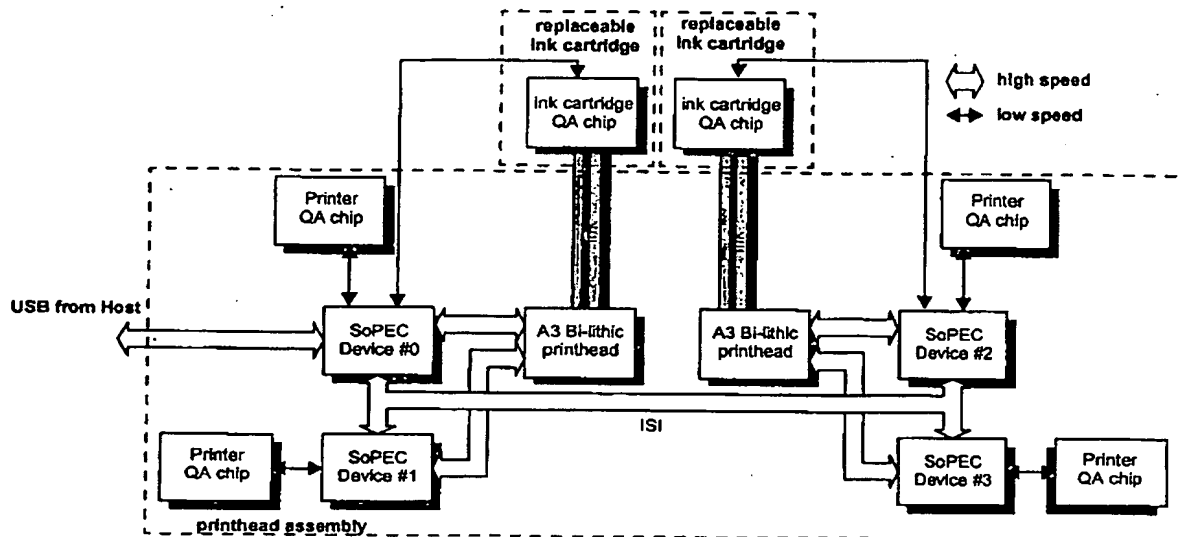 replaceable
Ink cartridge
replaceable
Ink cartridge
high speed
low speed
ink cartridge
QA chip
ink cartridge
QA chip
Printer
QA chip
Printer
QA chip
USB from Host
SoPEC
Device #0
A3 Bi-lithic
printhead
A3 Bi-lithic
printhead
SoPEC
Device #2
ISI
Printer
QA chip
SoPEC
Device #1
SoPEC
Device #3
Printer
QA chip
printhead assembly